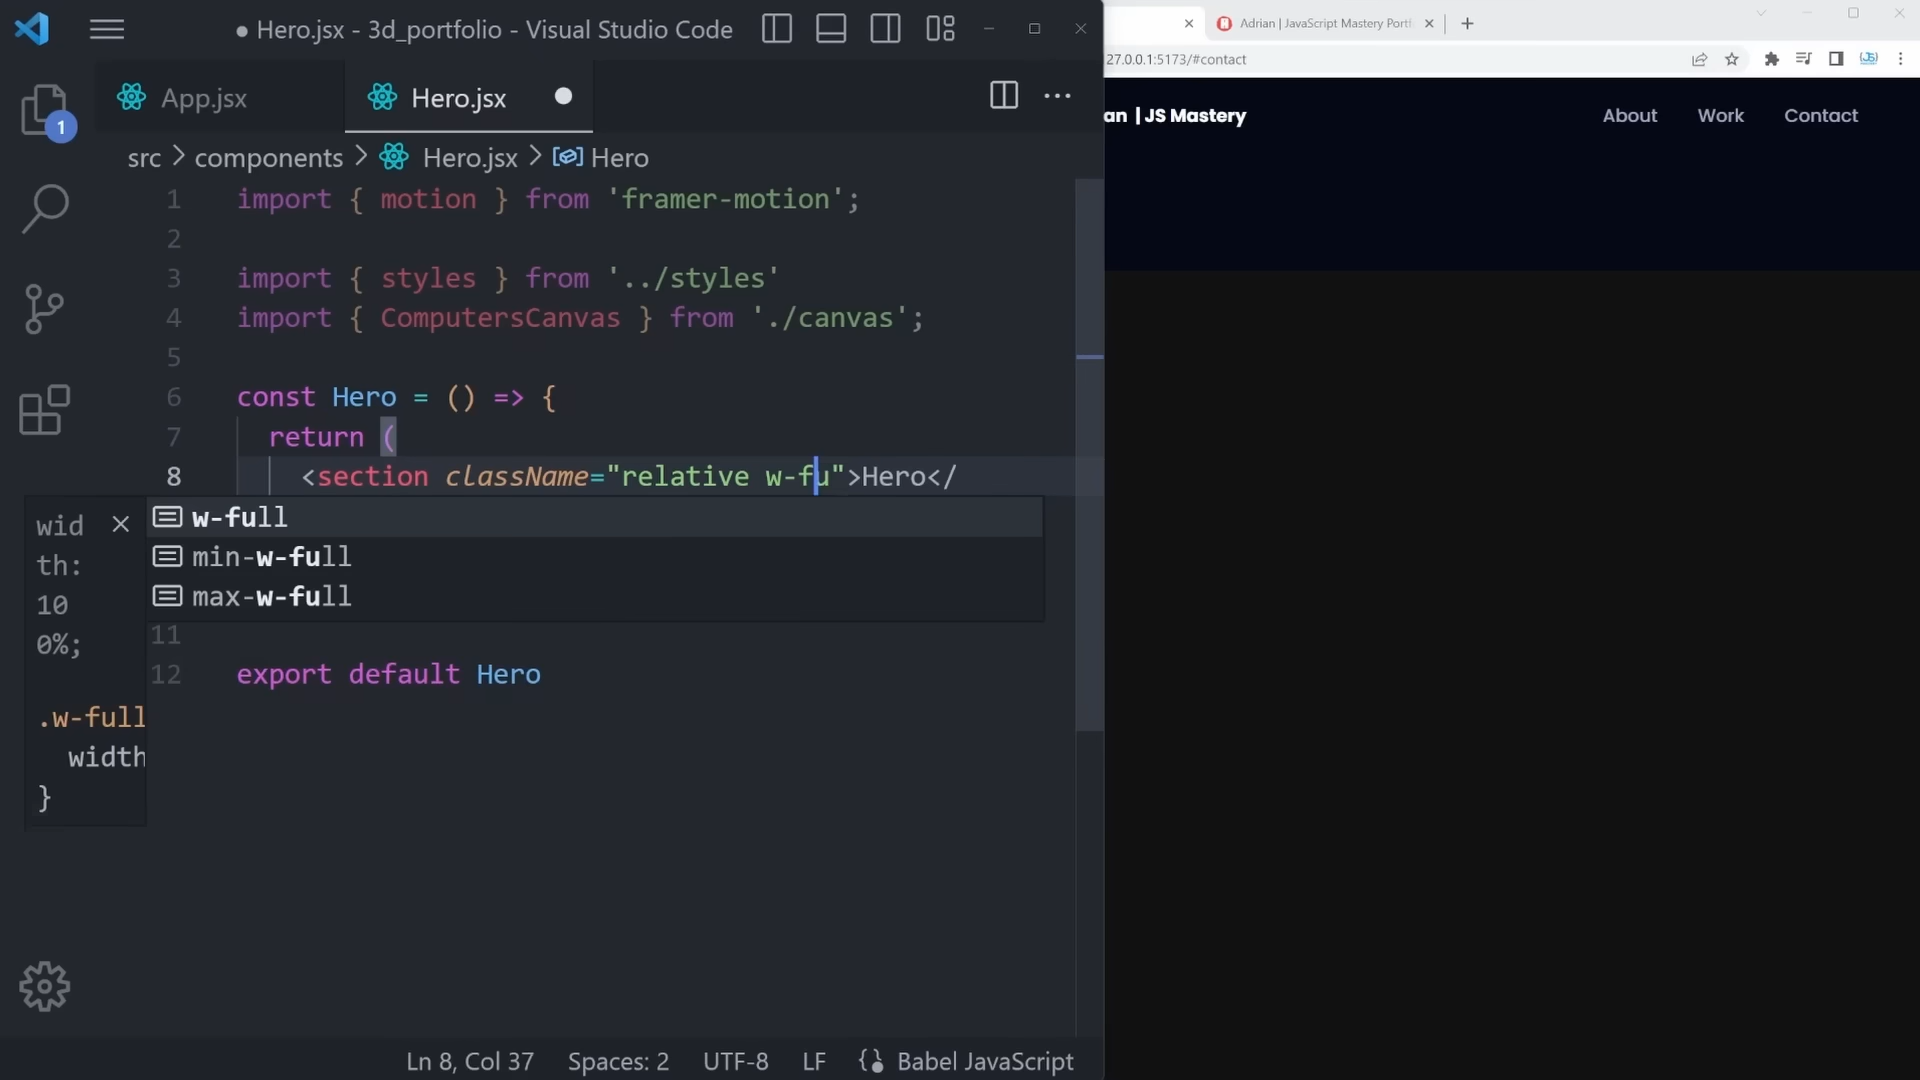 Hero.jsx - 3d_portfolio - Visual Studio Code
App.jsx
Hero.jsx
1
src > components > Hero.jsx > Hero
1 import { motion } from 'framer-motion';
2
3 import { styles } from '../styles'
4 import { ComputersCanvas } from './canvas';
5
6 const Hero = () => {
7 return (
8 <section className="relative w-fu">Hero</
w-full
min-w-full
max-w-full
wid
th:
10
0%;
.w-full
width
}
11
12 export default Hero
Ln 8, Col 37 Spaces: 2 UTF-8 LF Babel JavaScript
Adrian | JavaScript Mastery Portf
27.0.0.1:5173/#contact
an | JS Mastery
About Work Contact